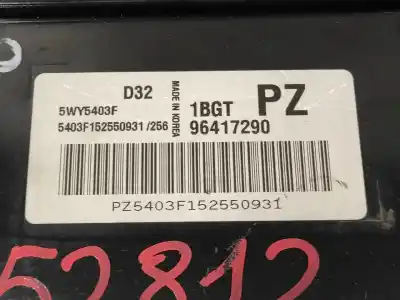 D32
5WY5403F
5403F152550931 /256
MADE IN KOREA
1BGT PZ
96417290
PZ5403F152550931
52812